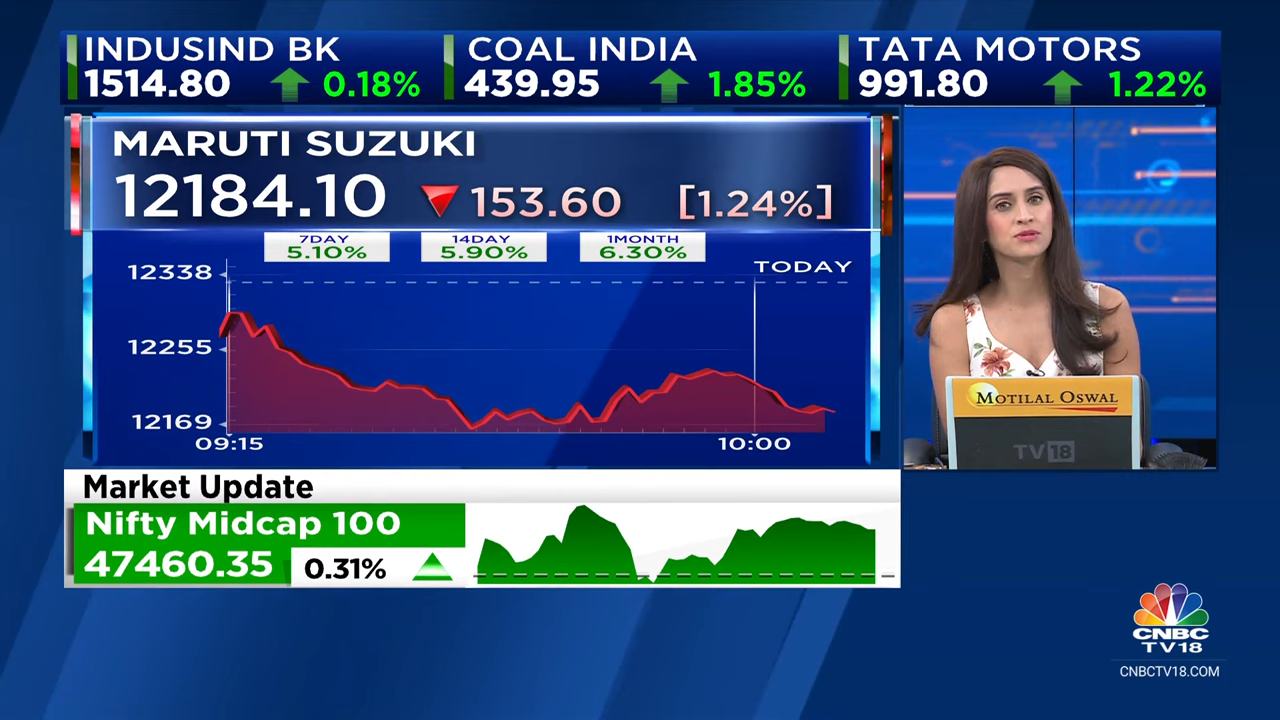 INDUSIND BK
1514.80 0.18%
COAL INDIA
439.95 1.85%
TATA MOTORS
991.80 1.22%
MARUTI SUZUKI
12184.10 153.60 [1.24%]
7DAY
5.10%
14DAY
5.90%
1MONTH
6.30%
TODAY
12338
12255
12169
09:15 10:00
MOTILAL OSWAL
TV18
Market Update
Nifty Midcap 100
47460.35 0.31%
CNBC
TV18
CNBCTV18.COM